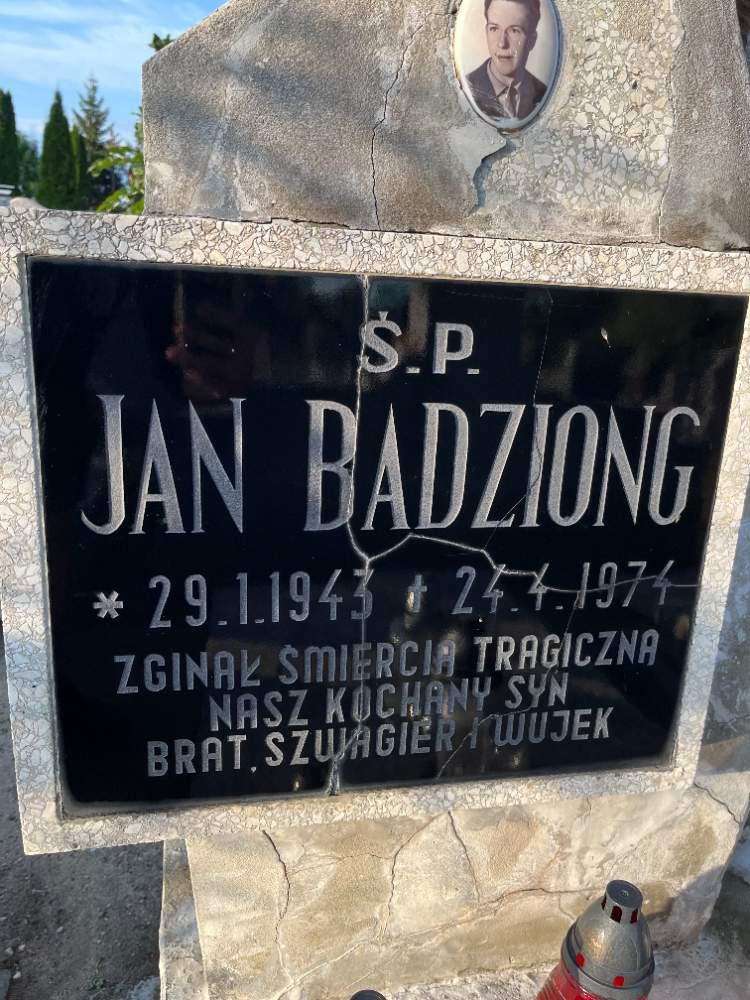 Ś.P.
JAN BADZIONG
* 29.1.1943 † 24.4.1974
ZGINĄŁ ŚMIERCIĄ TRAGICZNĄ
NASZ KOCHANY SYN
BRAT, SZWAGIER I WUJEK